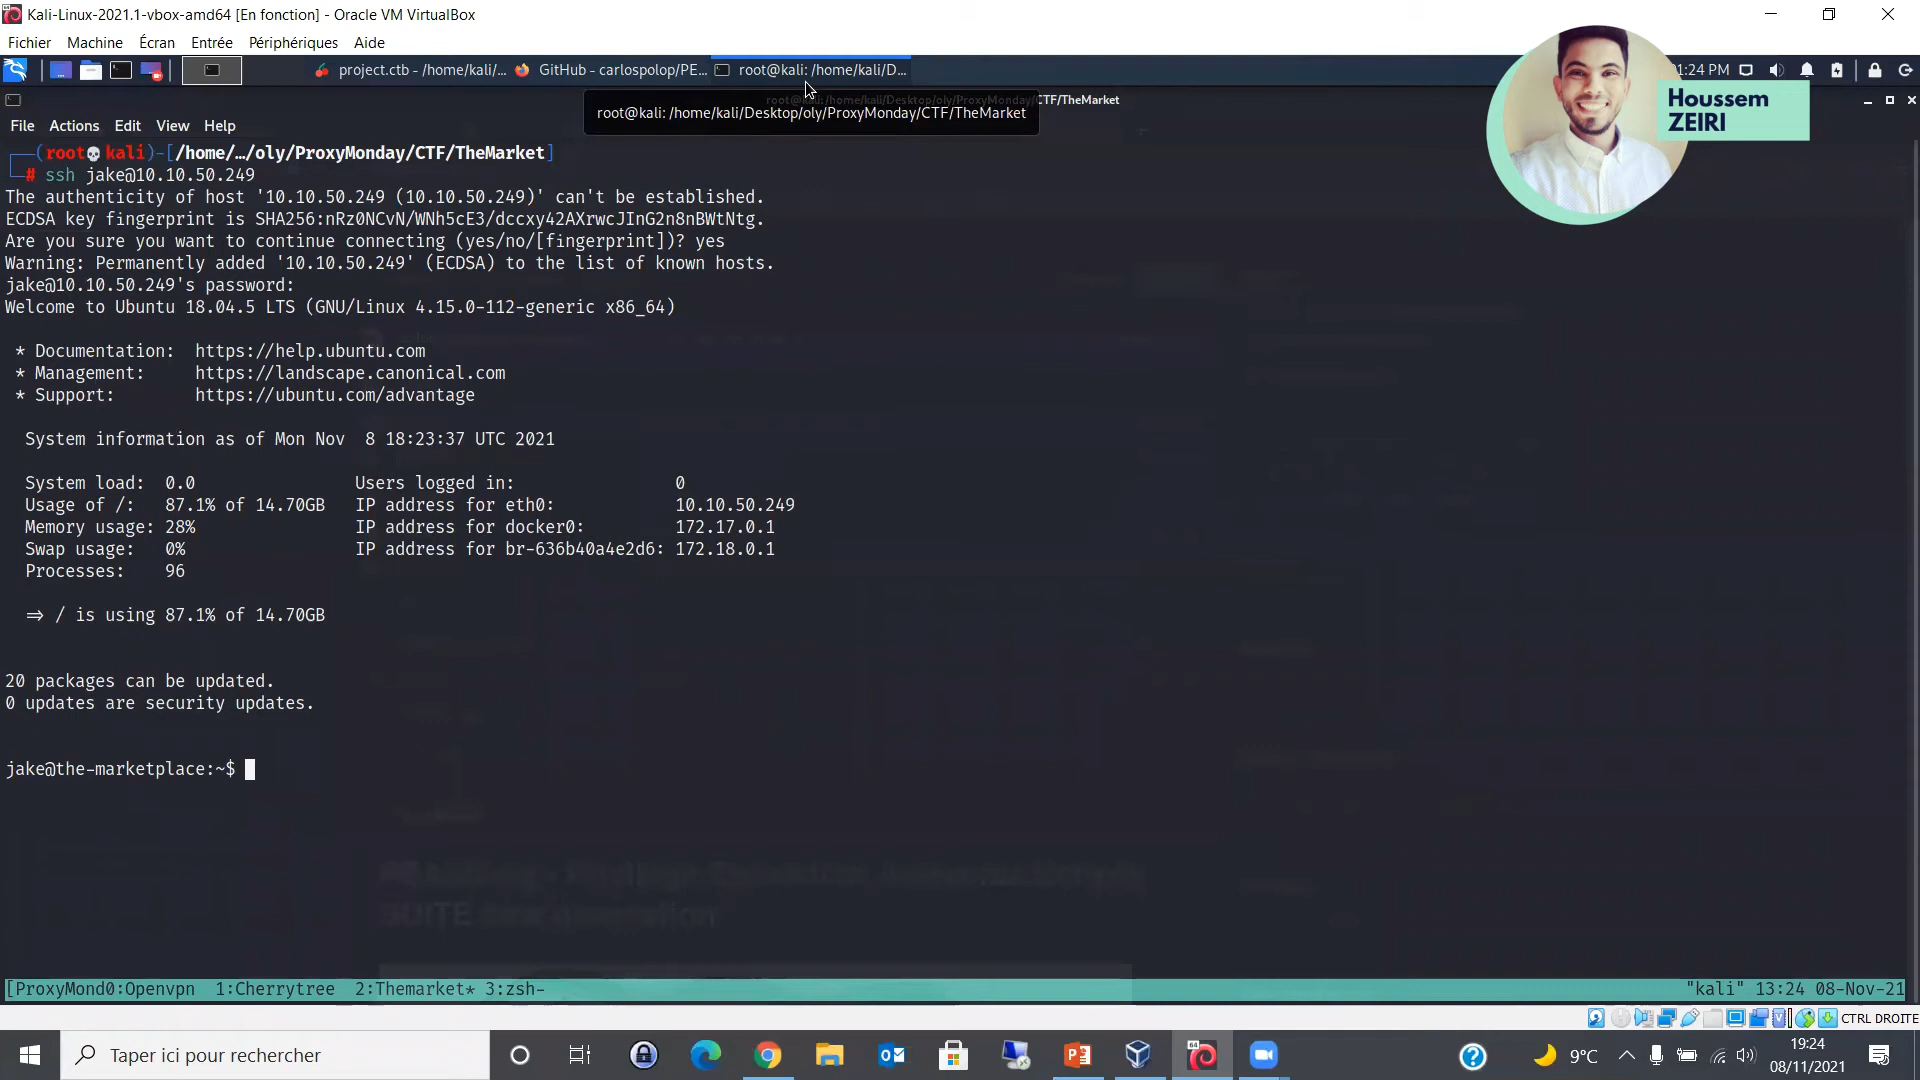 Kali-Linux-2021.1-vbox-amd64 [En fonction] - Oracle VM VirtualBox
Fichier Machine Écran Entrée Périphériques Aide
project.ctb - /home/kali/... GitHub - carlospolop/PE... root@kali: /home/kali/D... 1:24 PM
root@kali: /home/kali/Desktop/oly/ProxyMonday/CTF/TheMarket
root@kali: /home/kali/Desktop/oly/ProxyMonday/CTF/TheMarket
Houssem
ZEIRI
File Actions Edit View Help
(root💀kali)-[/home/…/oly/ProxyMonday/CTF/TheMarket]
# ssh jake@10.10.50.249
The authenticity of host '10.10.50.249 (10.10.50.249)' can't be established.
ECDSA key fingerprint is SHA256:nRz0NCvN/WNh5cE3/dccxy42AXrwcJInG2n8nBWtNtg.
Are you sure you want to continue connecting (yes/no/[fingerprint])? yes
Warning: Permanently added '10.10.50.249' (ECDSA) to the list of known hosts.
jake@10.10.50.249's password:
Welcome to Ubuntu 18.04.5 LTS (GNU/Linux 4.15.0-112-generic x86_64)
* Documentation: https://help.ubuntu.com
* Management: https://landscape.canonical.com
* Support: https://ubuntu.com/advantage
System information as of Mon Nov 8 18:23:37 UTC 2021
System load: 0.0 Users logged in: 0
Usage of /: 87.1% of 14.70GB IP address for eth0: 10.10.50.249
Memory usage: 28% IP address for docker0: 172.17.0.1
Swap usage: 0% IP address for br-636b40a4e2d6: 172.18.0.1
Processes: 96
=> / is using 87.1% of 14.70GB
20 packages can be updated.
0 updates are security updates.
jake@the-marketplace:~$
[ProxyMond0:Openvpn 1:Cherrytree 2:Themarket* 3:zsh- "kali" 13:24 08-Nov-21
CTRL DROITE
Taper ici pour rechercher
9°C
19:24
08/11/2021